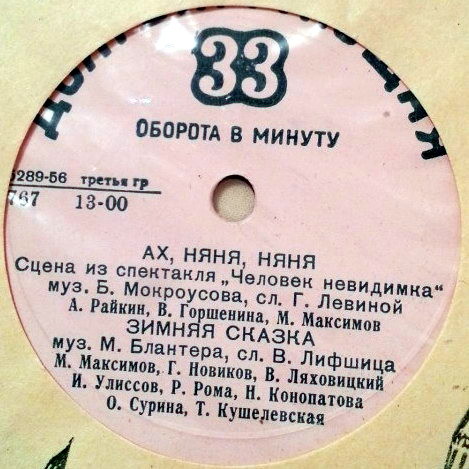 33
ОБОРОТА В МИНУТУ
5289-56 третья гр
767 13-00
АХ, НЯНЯ, НЯНЯ
Сцена из спектакля „Человек невидимка“
муз. Б. Мокроусова, сл. Г. Левиной
А. Райкин, В. Горшенина, М. Максимов
ЗИМНЯЯ СКАЗКА
муз. М. Блантера, сл. В. Лифшица
М. Максимов, Г. Новиков, В. Ляховицкий
И. Улиссов, Р. Рома, Н. Конопатова
О. Сурина, Т. Кушелевская